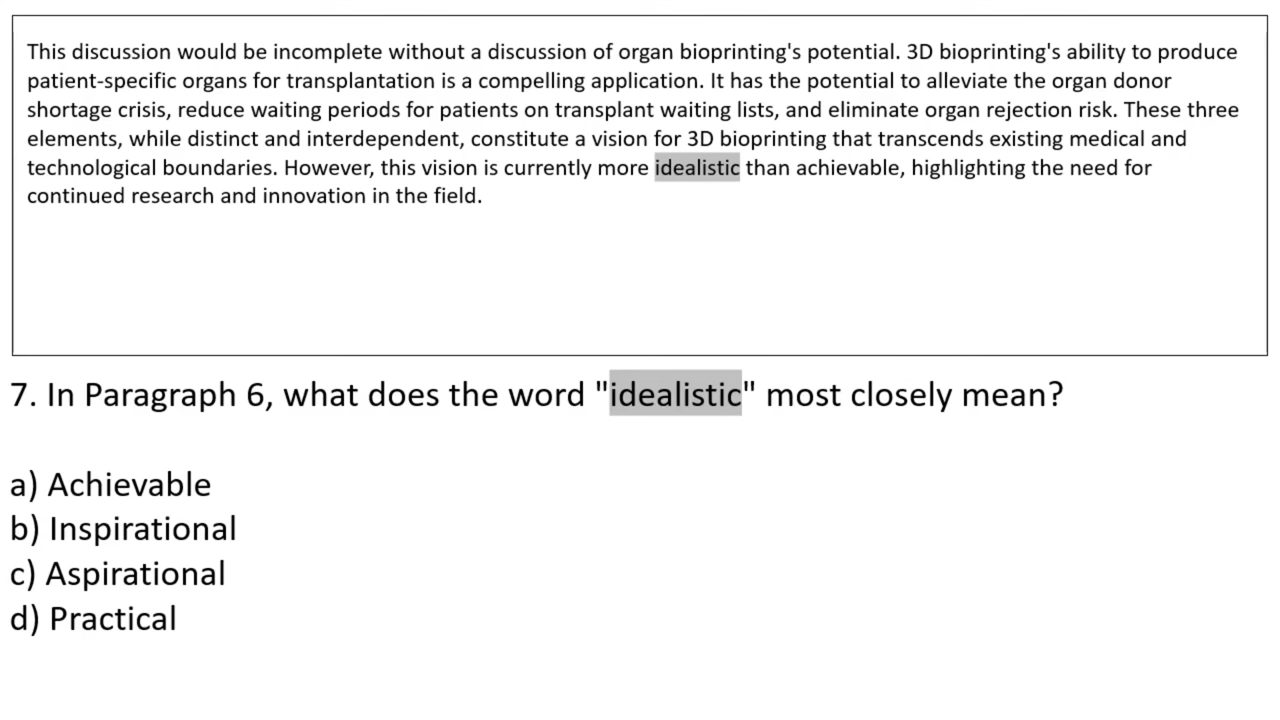 This discussion would be incomplete without a discussion of organ bioprinting's potential. 3D bioprinting's ability to produce
patient-specific organs for transplantation is a compelling application. It has the potential to alleviate the organ donor
shortage crisis, reduce waiting periods for patients on transplant waiting lists, and eliminate organ rejection risk. These three
elements, while distinct and interdependent, constitute a vision for 3D bioprinting that transcends existing medical and
technological boundaries. However, this vision is currently more idealistic than achievable, highlighting the need for
continued research and innovation in the field.
7. In Paragraph 6, what does the word "idealistic" most closely mean?
a) Achievable
b) Inspirational
c) Aspirational
d) Practical